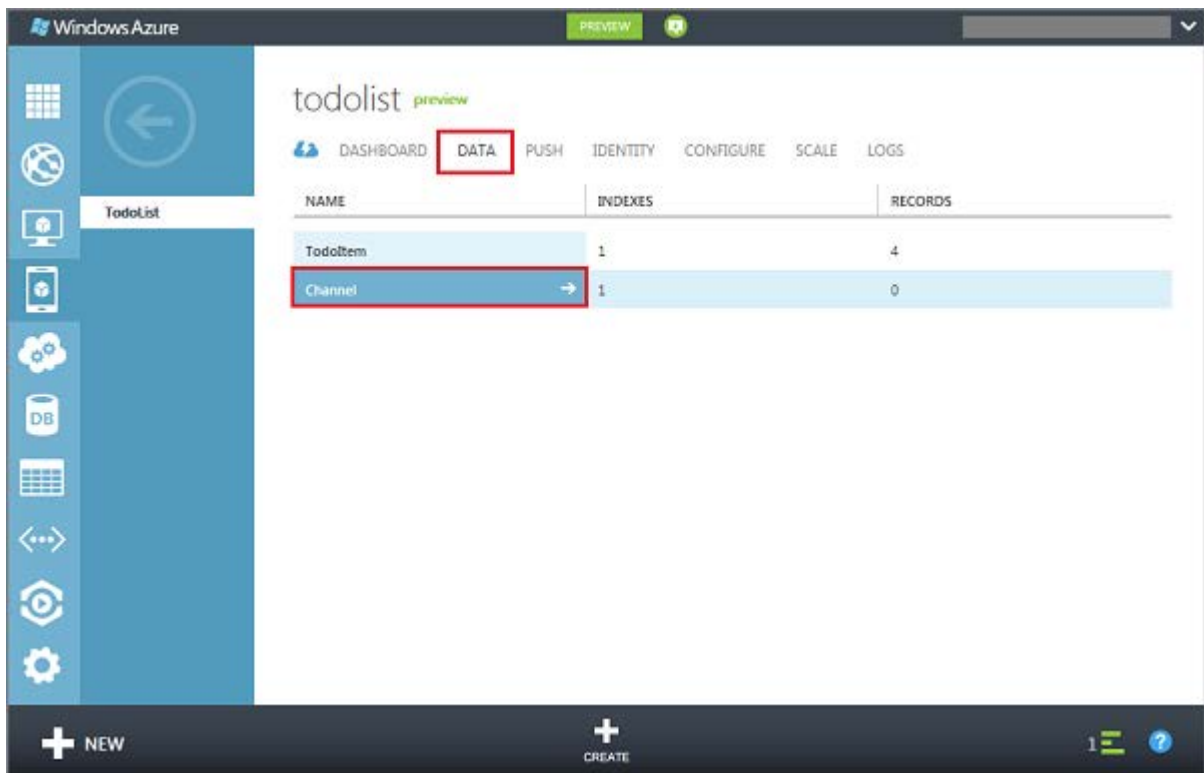 Windows Azure PREVIEW
todolist preview
DASHBOARD DATA PUSH IDENTITY CONFIGURE SCALE LOGS
TodoList
NAME INDEXES RECORDS
TodoItem 1 4
Channel 1 0
DB
NEW CREATE 1 ?